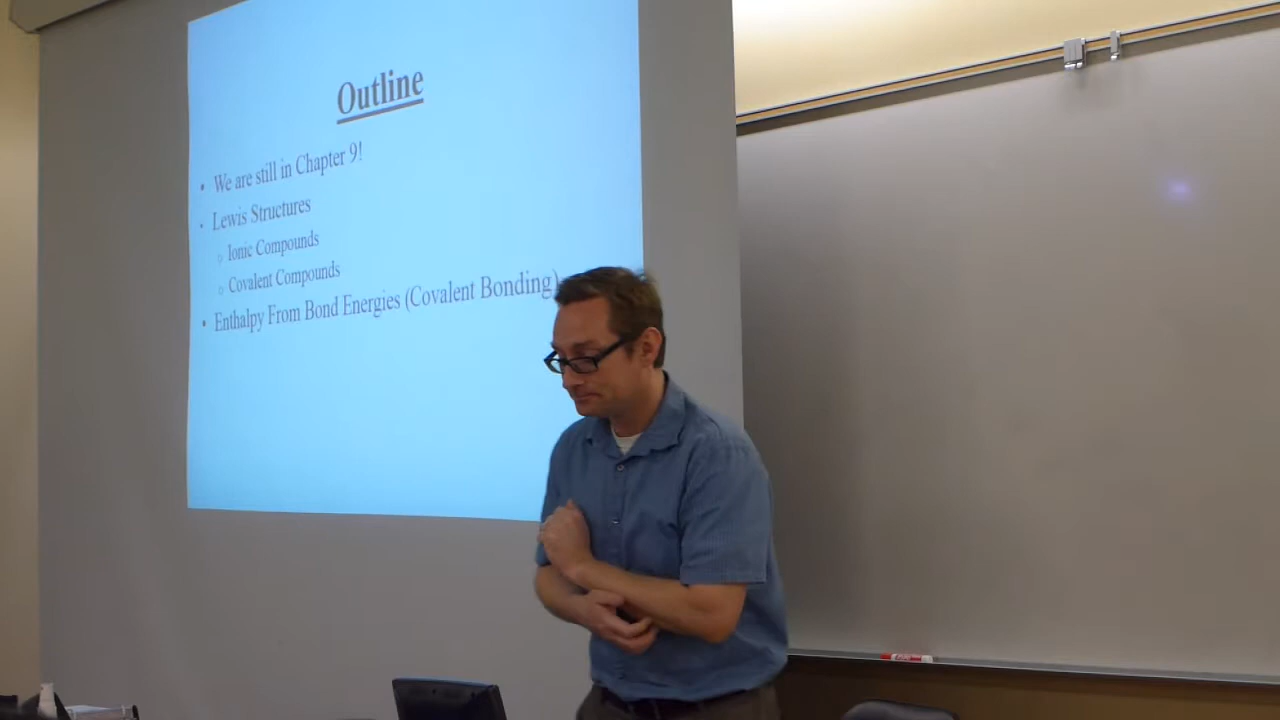 Outline
We are still in Chapter 9!
Lewis Structures
Ionic Compounds
Covalent Compounds
Enthalpy From Bond Energies (Covalent Bonding)